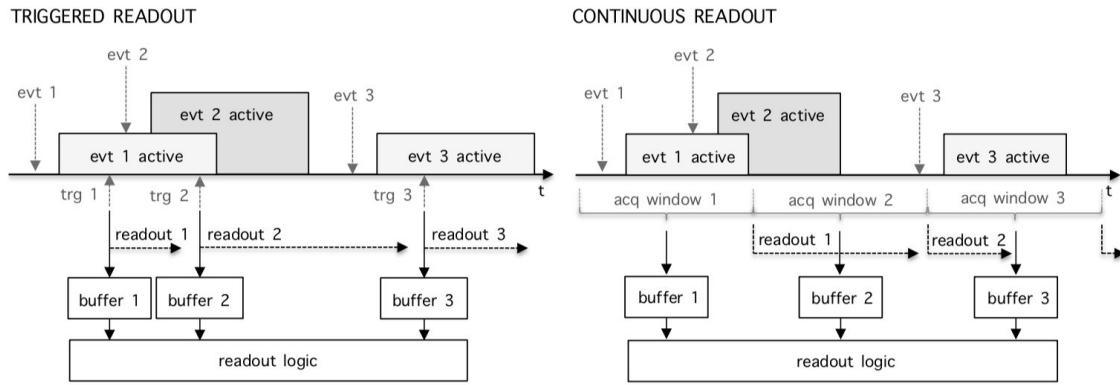 TRIGGERED READOUT
evt 2
evt 1
evt 3
evt 2 active
evt 1 active
evt 3 active
trg 1
trg 2
trg 3
t
readout 1
readout 2
readout 3
buffer 1
buffer 2
buffer 3
readout logic
CONTINUOUS READOUT
evt 2
evt 1
evt 3
evt 2 active
evt 1 active
evt 3 active
t
acq window 1
acq window 2
acq window 3
readout 1
readout 2
buffer 1
buffer 2
buffer 3
readout logic